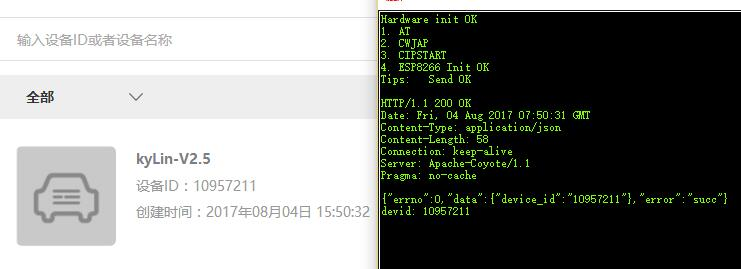 输入设备ID或者设备名称
全部
kyLin-V2.5
设备ID：10957211
创建时间：2017年08月04日 15:50:32
Hardware init OK
1. AT
2. CWJAP
3. CIPSTART
4. ESP8266 Init OK
Tips:   Send OK
HTTP/1.1 200 OK
Date: Fri, 04 Aug 2017 07:50:31 GMT
Content-Type: application/json
Content-Length: 58
Connection: keep-alive
Server: Apache-Coyote/1.1
Pragma: no-cache
{"errno":0,"data":{"device_id":"10957211"},"error":"succ"}
devid: 10957211